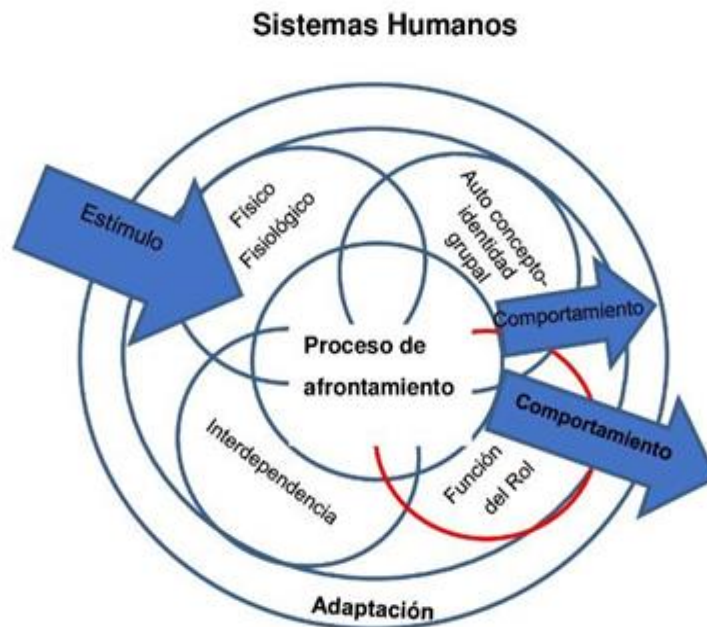 Sistemas Humanos
Estímulo
Físico
Fisiológico
Auto concepto-
identidad
grupal
Comportamiento
Proceso de
afrontamiento
Comportamiento
Interdependencia
Función
del Rol
Adaptación